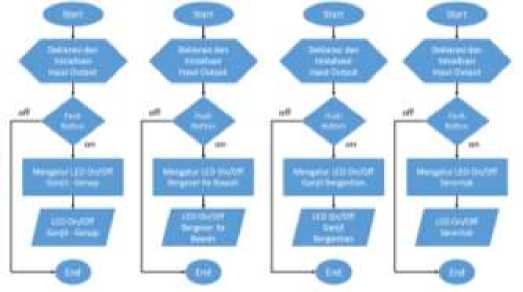 Start
Deklarasi dan
Inisialisasi
Input Output
off
Push
Button
on
Mengatur LED On/Off
Ganjil - Genap
LED On/Off
Ganjil - Genap
End
Start
Deklarasi dan
Inisialisasi
Input Output
off
Push
Button
on
Mengatur LED On/Off
Bergeser Ke Bawah
LED On/Off
Bergeser Ke
Bawah
End
Start
Deklarasi dan
Inisialisasi
Input Output
off
Push
Button
on
Mengatur LED On/Off
Ganjil Bergantian
LED On/Off
Ganjil
Bergantian
End
Start
Deklarasi dan
Inisialisasi
Input Output
off
Push
Button
on
Mengatur LED On/Off
Serentak
LED On/Off
Serentak
End